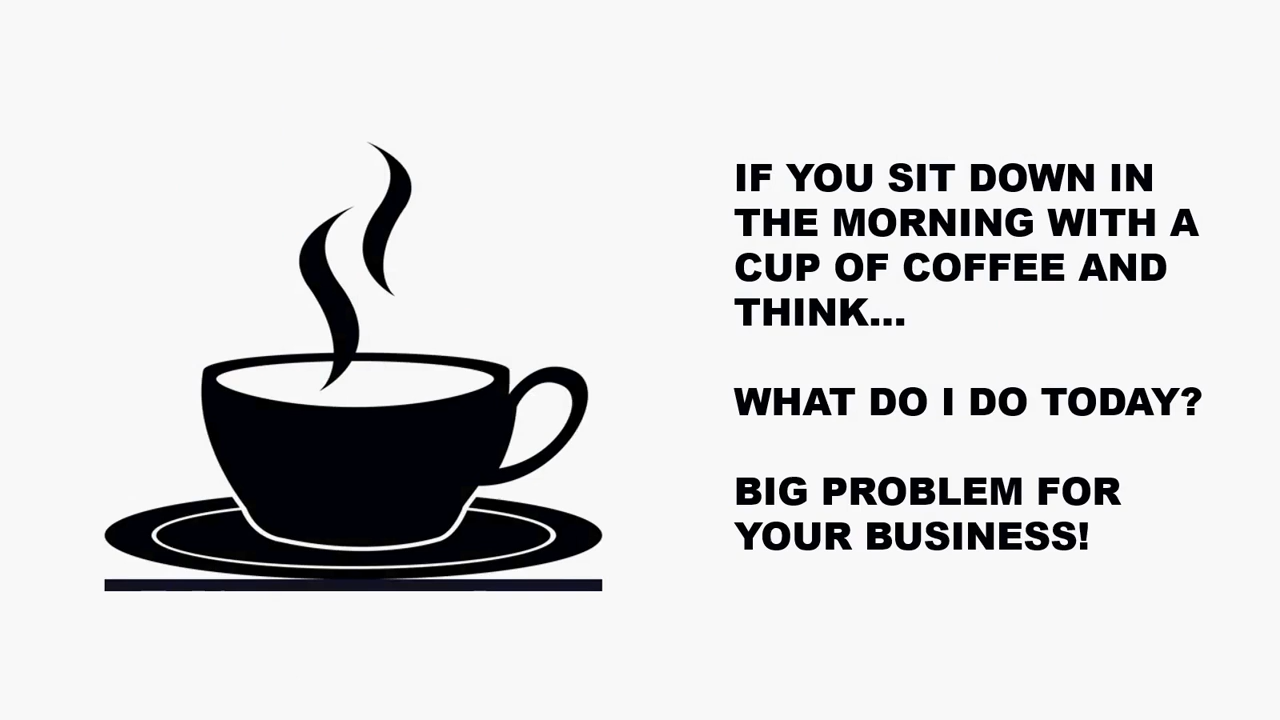 IF YOU SIT DOWN IN
THE MORNING WITH A
CUP OF COFFEE AND
THINK...
WHAT DO I DO TODAY?
BIG PROBLEM FOR
YOUR BUSINESS!